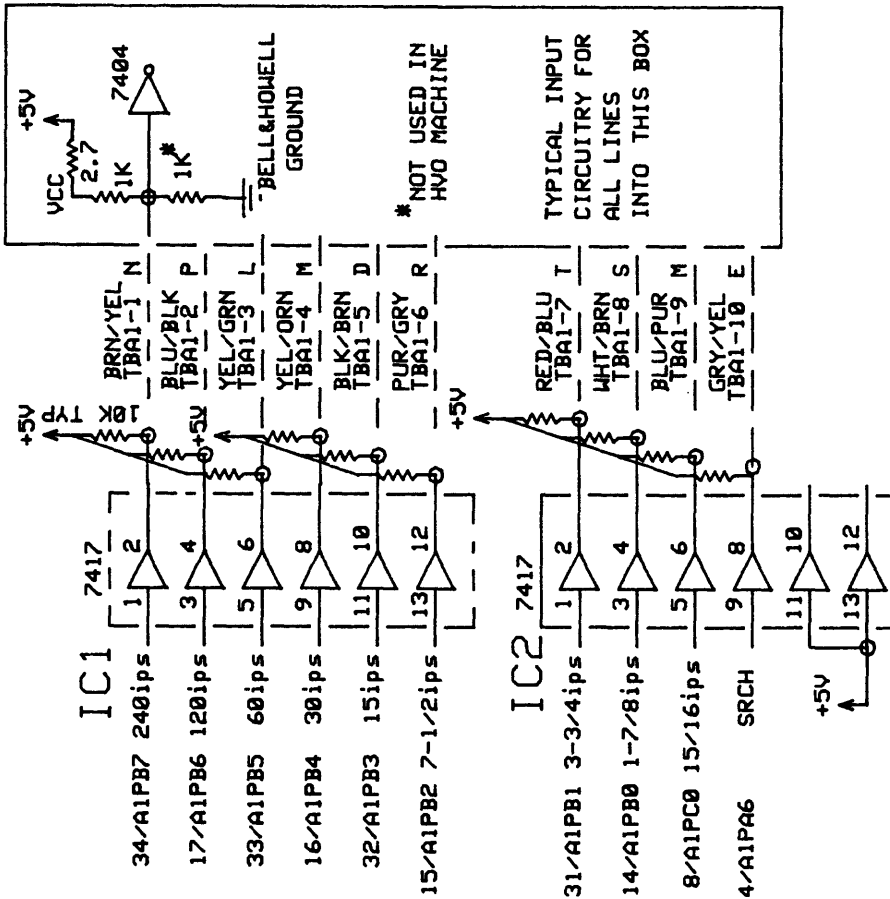 +5V
VCC
2.7
1K
7404
1K*
BELL&HOWELL
GROUND
* NOT USED IN
HVO MACHINE
TYPICAL INPUT
CIRCUITRY FOR
ALL LINES
INTO THIS BOX
IC1
7417
+5V
10K TYP
34/A1PB7 240ips
1
2
BRN/YEL
TBA1-1
N
17/A1PB6 120ips
3
4
BLU/BLK
TBA1-2
P
33/A1PB5 60ips
5
6
+5V
YEL/GRN
TBA1-3
L
16/A1PB4 30ips
9
8
YEL/ORN
TBA1-4
M
32/A1PB3 15ips
11
10
BLK/BRN
TBA1-5
D
15/A1PB2 7-1/2ips
13
12
PUR/GRY
TBA1-6
R
IC2
7417
+5V
31/A1PB1 3-3/4ips
1
2
RED/BLU
TBA1-7
T
14/A1PB0 1-7/8ips
3
4
WHT/BRN
TBA1-8
S
8/A1PC0 15/16ips
5
6
BLU/PUR
TBA1-9
M
4/A1PA6 SRCH
9
8
GRY/YEL
TBA1-10
E
11
10
+5V
13
12